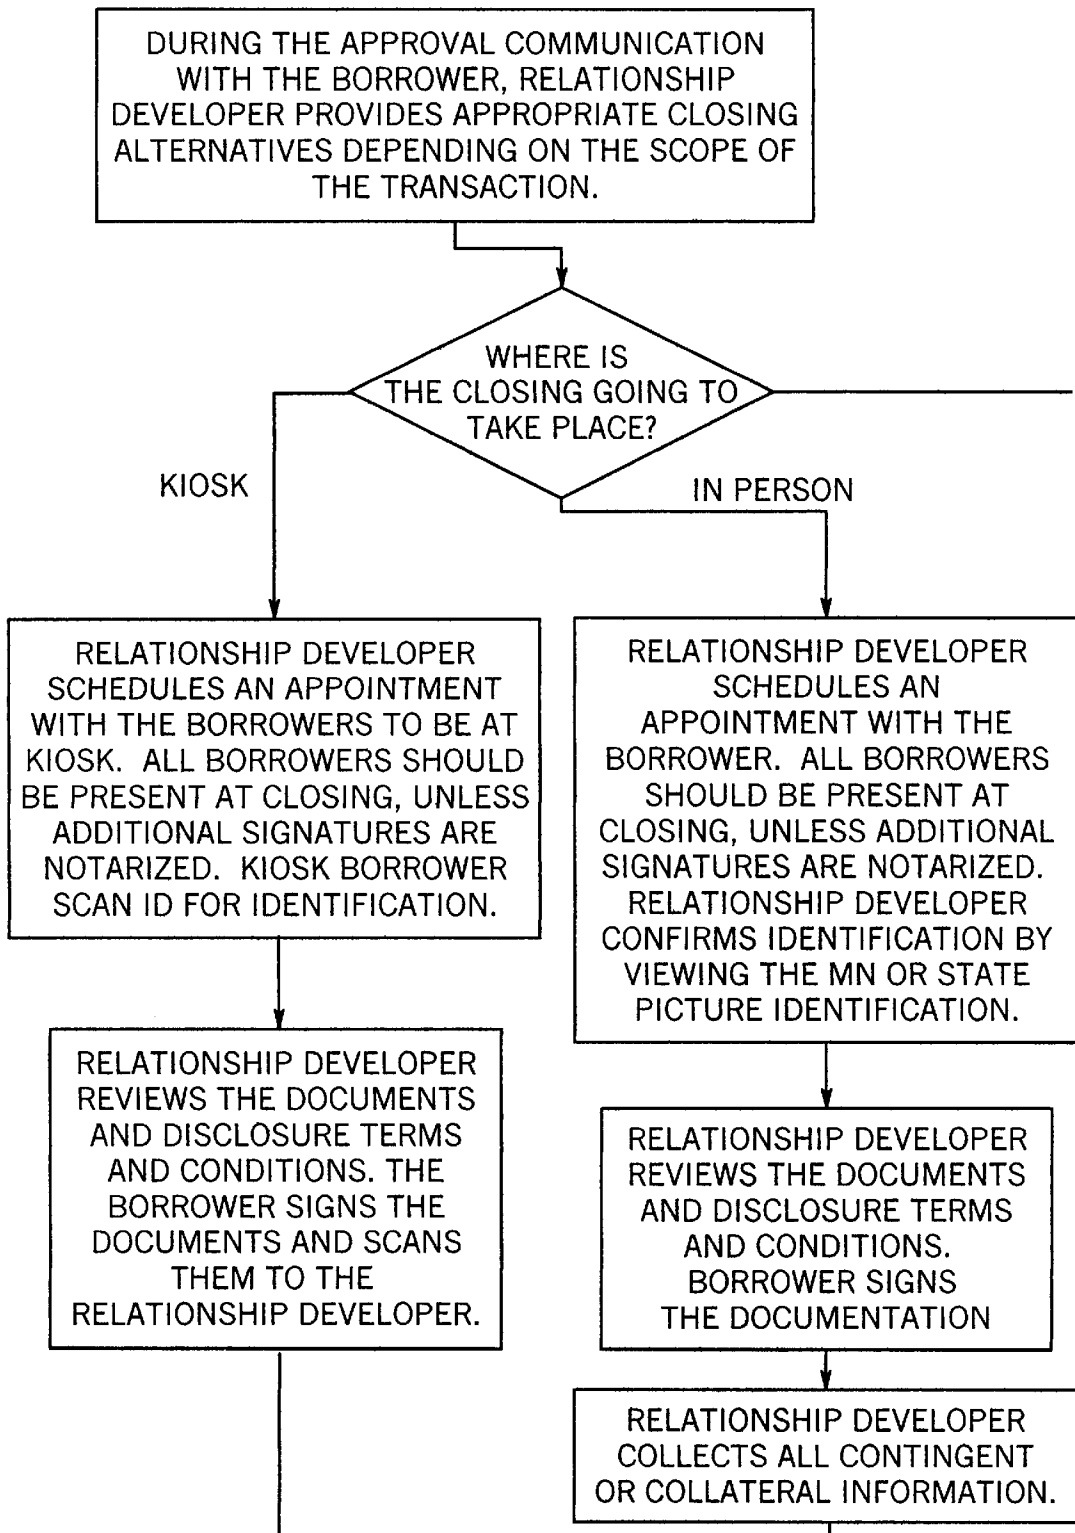 DURING THE APPROVAL COMMUNICATION
WITH THE BORROWER, RELATIONSHIP
DEVELOPER PROVIDES APPROPRIATE CLOSING
ALTERNATIVES DEPENDING ON THE SCOPE OF
THE TRANSACTION.
WHERE IS
THE CLOSING GOING TO
TAKE PLACE?
KIOSK
IN PERSON
RELATIONSHIP DEVELOPER
SCHEDULES AN APPOINTMENT
WITH THE BORROWERS TO BE AT
KIOSK. ALL BORROWERS SHOULD
BE PRESENT AT CLOSING, UNLESS
ADDITIONAL SIGNATURES ARE
NOTARIZED. KIOSK BORROWER
SCAN ID FOR IDENTIFICATION.
RELATIONSHIP DEVELOPER
SCHEDULES AN
APPOINTMENT WITH THE
BORROWER. ALL BORROWERS
SHOULD BE PRESENT AT
CLOSING, UNLESS ADDITIONAL
SIGNATURES ARE NOTARIZED.
RELATIONSHIP DEVELOPER
CONFIRMS IDENTIFICATION BY
VIEWING THE MN OR STATE
PICTURE IDENTIFICATION.
RELATIONSHIP DEVELOPER
REVIEWS THE DOCUMENTS
AND DISCLOSURE TERMS
AND CONDITIONS. THE
BORROWER SIGNS THE
DOCUMENTS AND SCANS
THEM TO THE
RELATIONSHIP DEVELOPER.
RELATIONSHIP DEVELOPER
REVIEWS THE DOCUMENTS
AND DISCLOSURE TERMS
AND CONDITIONS.
BORROWER SIGNS
THE DOCUMENTATION
RELATIONSHIP DEVELOPER
COLLECTS ALL CONTINGENT
OR COLLATERAL INFORMATION.